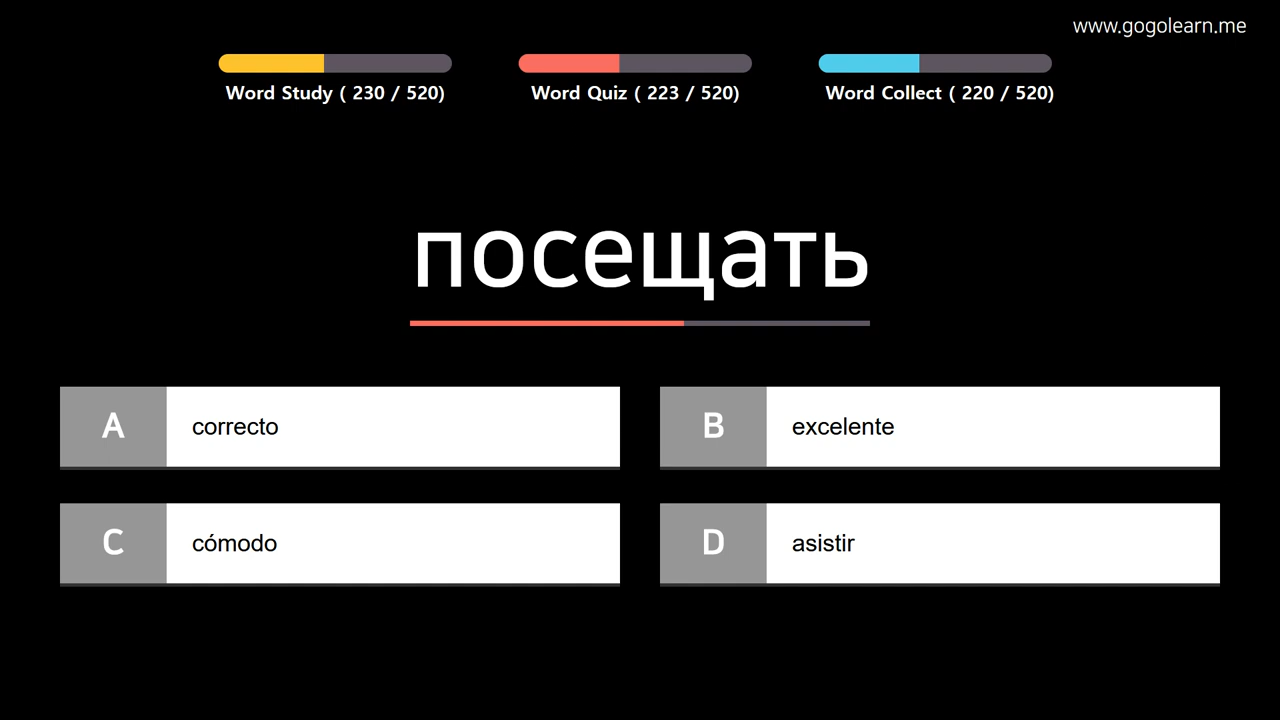 www.gogolearn.me
Word Study ( 230 / 520)
Word Quiz ( 223 / 520)
Word Collect ( 220 / 520)
посещать
A
correcto
B
excelente
C
cómodo
D
asistir